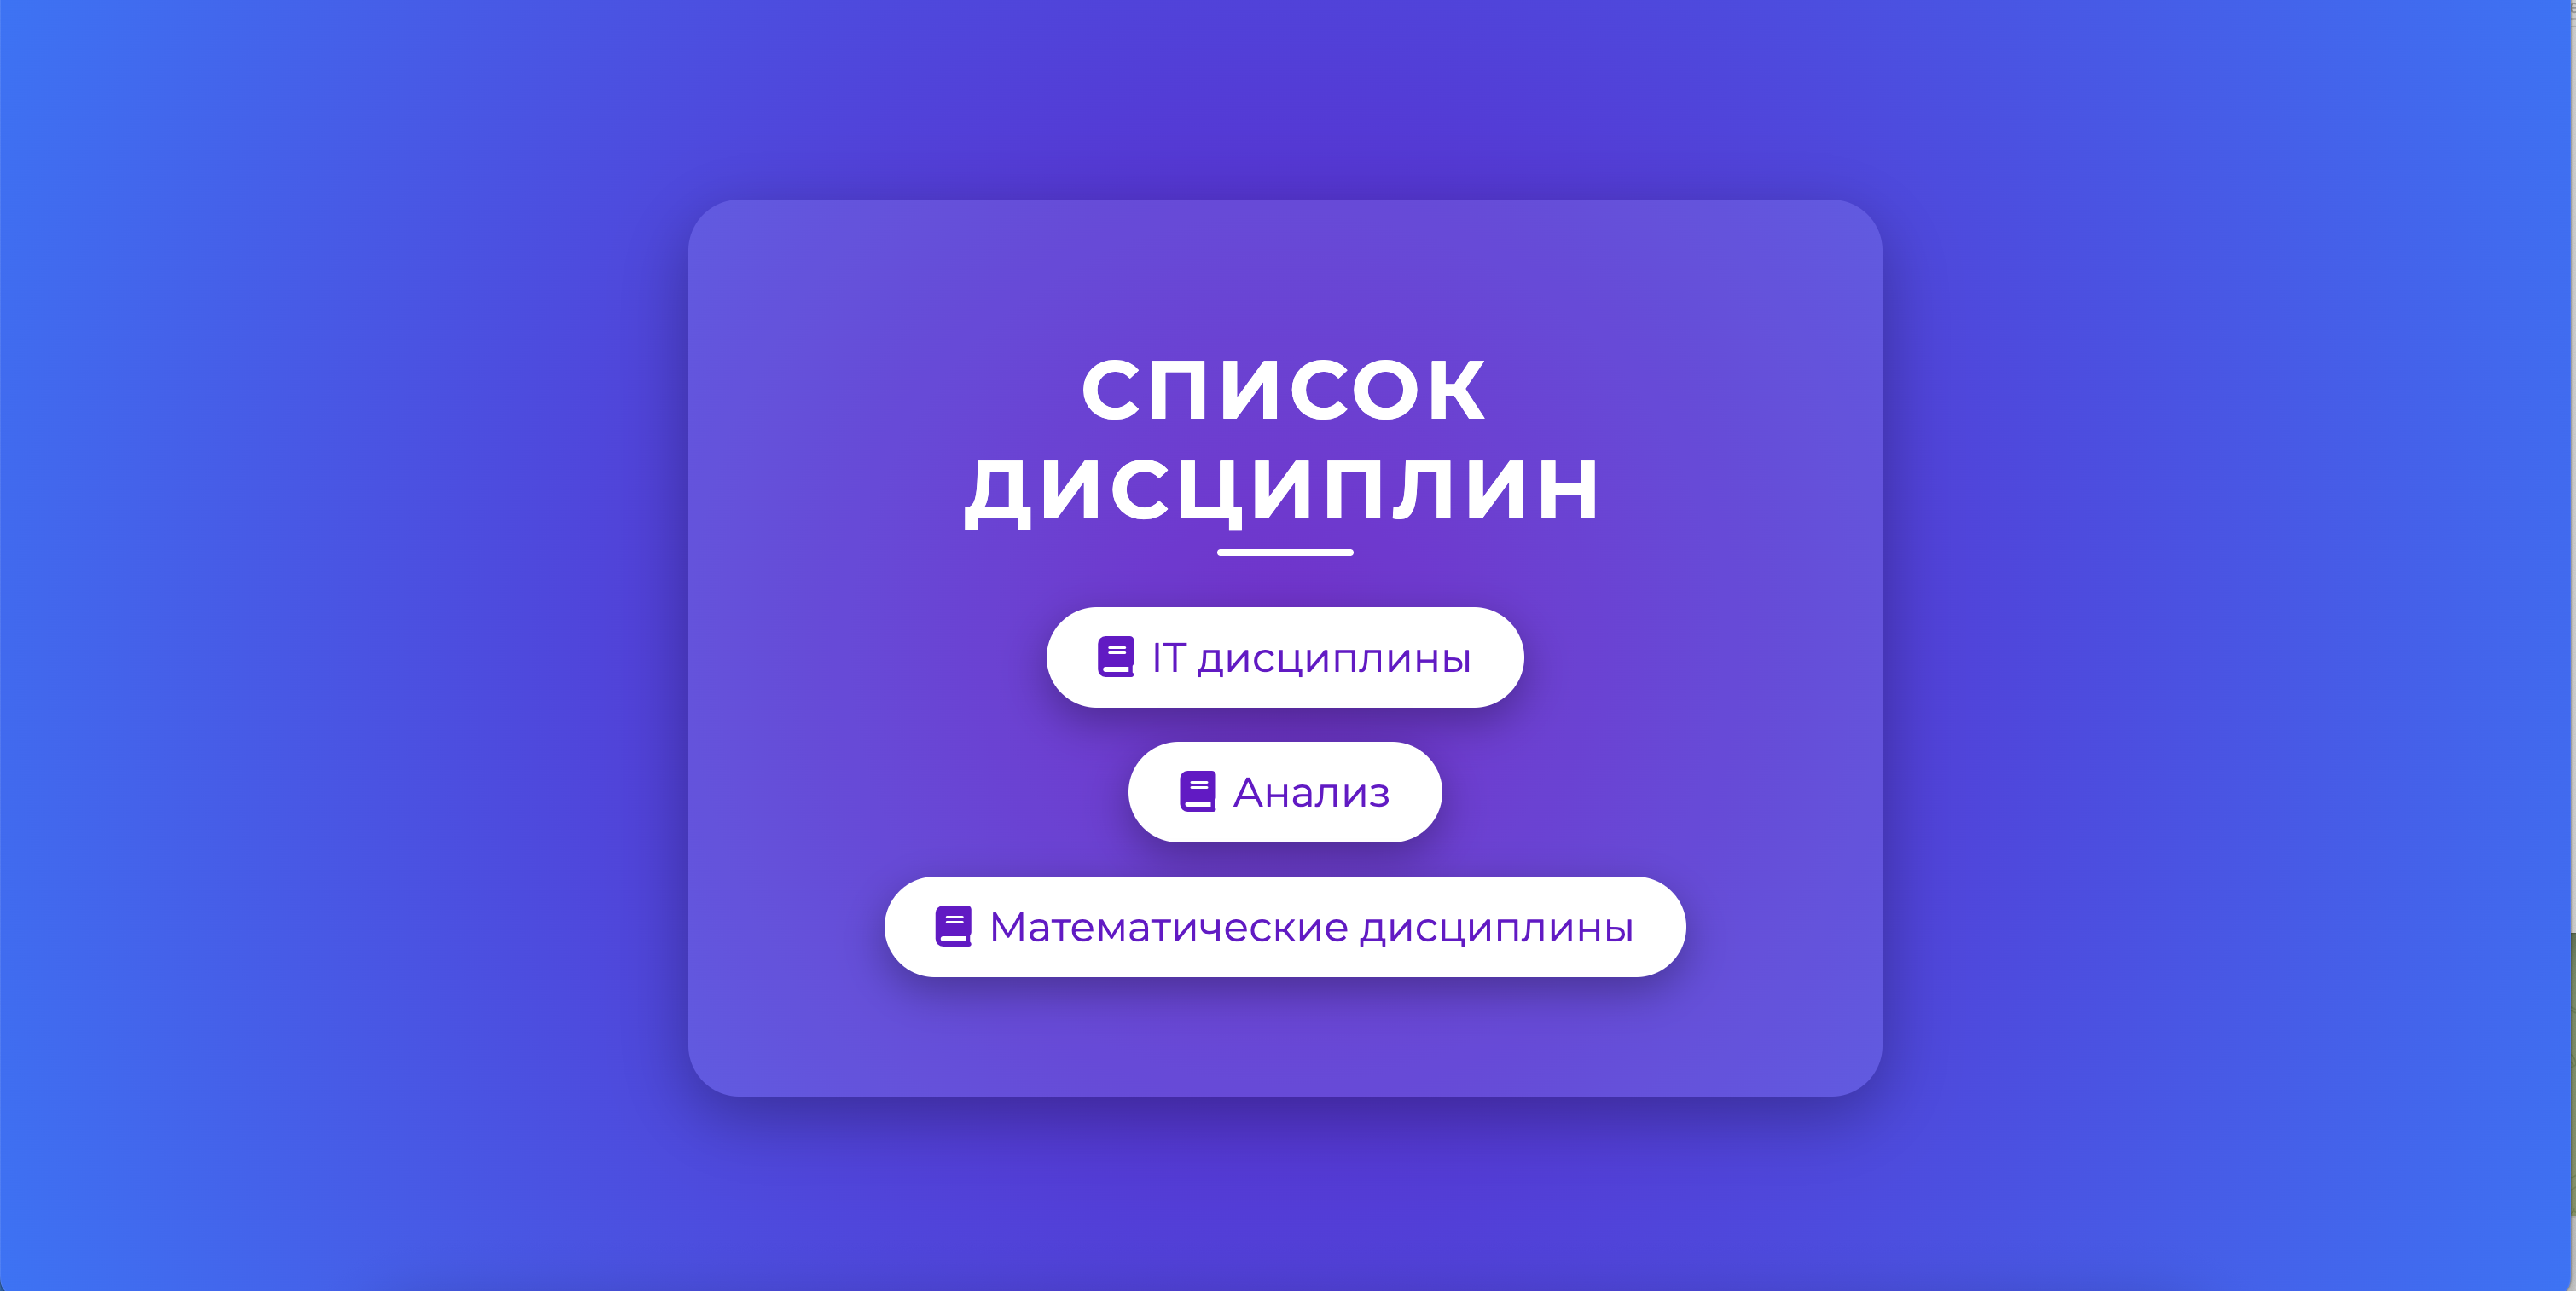 СПИСОК
ДИСЦИПЛИН
IT дисциплины
Анализ
Математические дисциплины